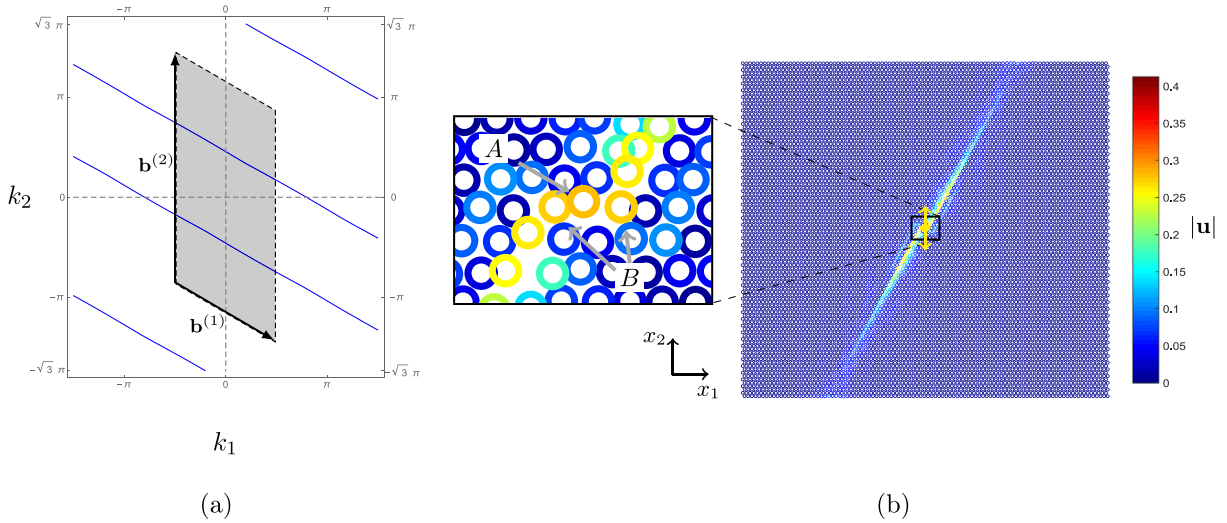 −π 0 π
√3 π √3 π
π π
b^(2)
k₂ 0 0
−π −π
b^(1)
−√3 π −√3 π
−π 0 π
k₁
(a)
A
B
x₂
x₁
0.4
0.35
0.3
0.25
0.2
0.15
0.1
0.05
0
|u|
(b)